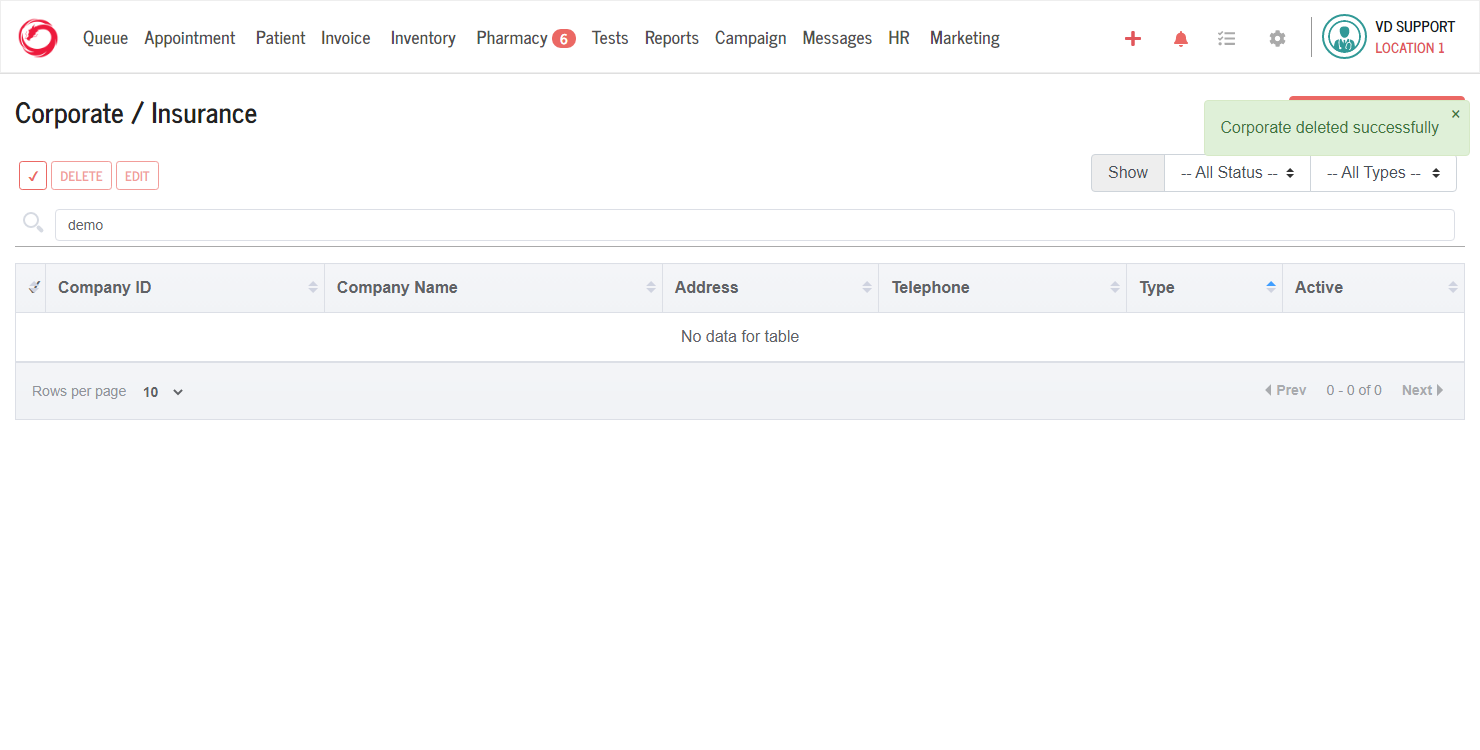 Queue Appointment Patient Invoice Inventory Pharmacy 6 Tests Reports Campaign Messages HR Marketing
VD SUPPORT
LOCATION 1
Corporate / Insurance
Corporate deleted successfully ×
DELETE EDIT
Show -- All Status -- -- All Types --
demo
Company ID Company Name Address Telephone Type Active
No data for table
Rows per page 10 Prev 0 - 0 of 0 Next